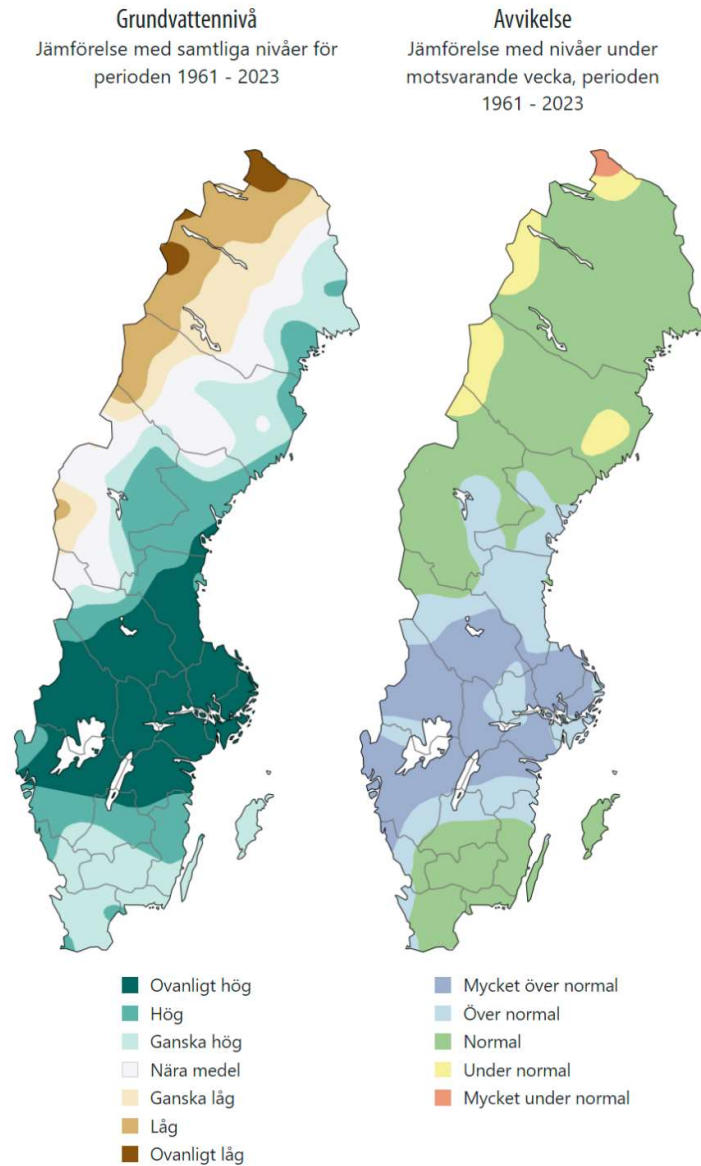 Grundvattennivå
Jämförelse med samtliga nivåer för
perioden 1961 - 2023
Avvikelse
Jämförelse med nivåer under
motsvarande vecka, perioden
1961 - 2023
Ovanligt hög
Hög
Ganska hög
Nära medel
Ganska låg
Låg
Ovanligt låg
Mycket över normal
Över normal
Normal
Under normal
Mycket under normal